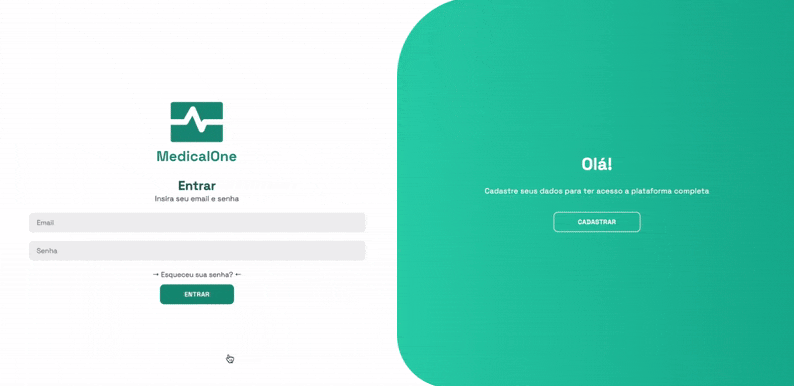 MedicalOne
Entrar
Insira seu email e senha
Email
Senha
→ Esqueceu sua senha? ←
ENTRAR
Olá!
Cadastre seus dados para ter acesso a plataforma completa
CADASTRAR